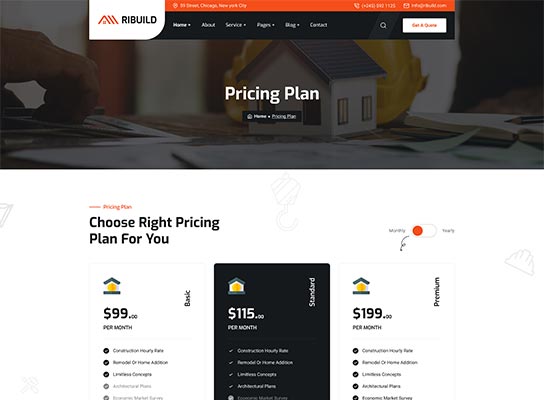 RIBUILD
59 Street, Chicago, New york City
(+245) 592 1125
Home
About
Service
Pages
Blog
Contact
Get A Quote
Pricing Plan
Home
Pricing Plan
Pricing Plan
Choose Right Pricing
Plan For You
Monthly
Yearly
Basic
$99.00
PER MONTH
Construction Hourly Rate
Remodel Or Home Addition
Limitless Concepts
Architectural Plans
Economic Market Survey
Standard
$115.00
PER MONTH
Construction Hourly Rate
Remodel Or Home Addition
Limitless Concepts
Architectural Plans
Economic Market Survey
Premium
$199.00
PER MONTH
Construction Hourly Rate
Remodel Or Home Addition
Limitless Concepts
Architectural Plans
Economic Market Survey